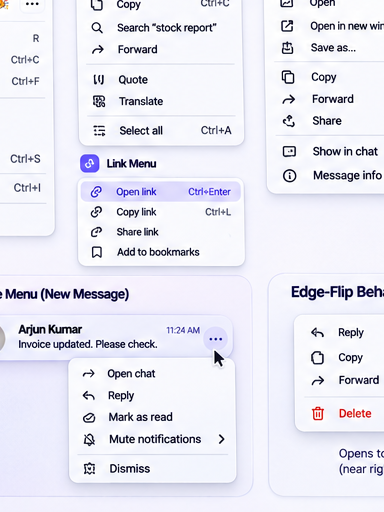 R
Ctrl+C
Ctrl+F
Ctrl+S
Ctrl+I
Copy Ctrl+C
Search "stock report"
Forward
Quote
Translate
Select all Ctrl+A
Open
Open in new win
Save as...
Copy
Forward
Share
Show in chat
Message info
Link Menu
Open link Ctrl+Enter
Copy link Ctrl+L
Share link
Add to bookmarks
e Menu (New Message)
Arjun Kumar 11:24 AM
Invoice updated. Please check.
Open chat
Reply
Mark as read
Mute notifications
Dismiss
Edge-Flip Beha
Reply
Copy
Forward
Delete
Opens to
(near rig